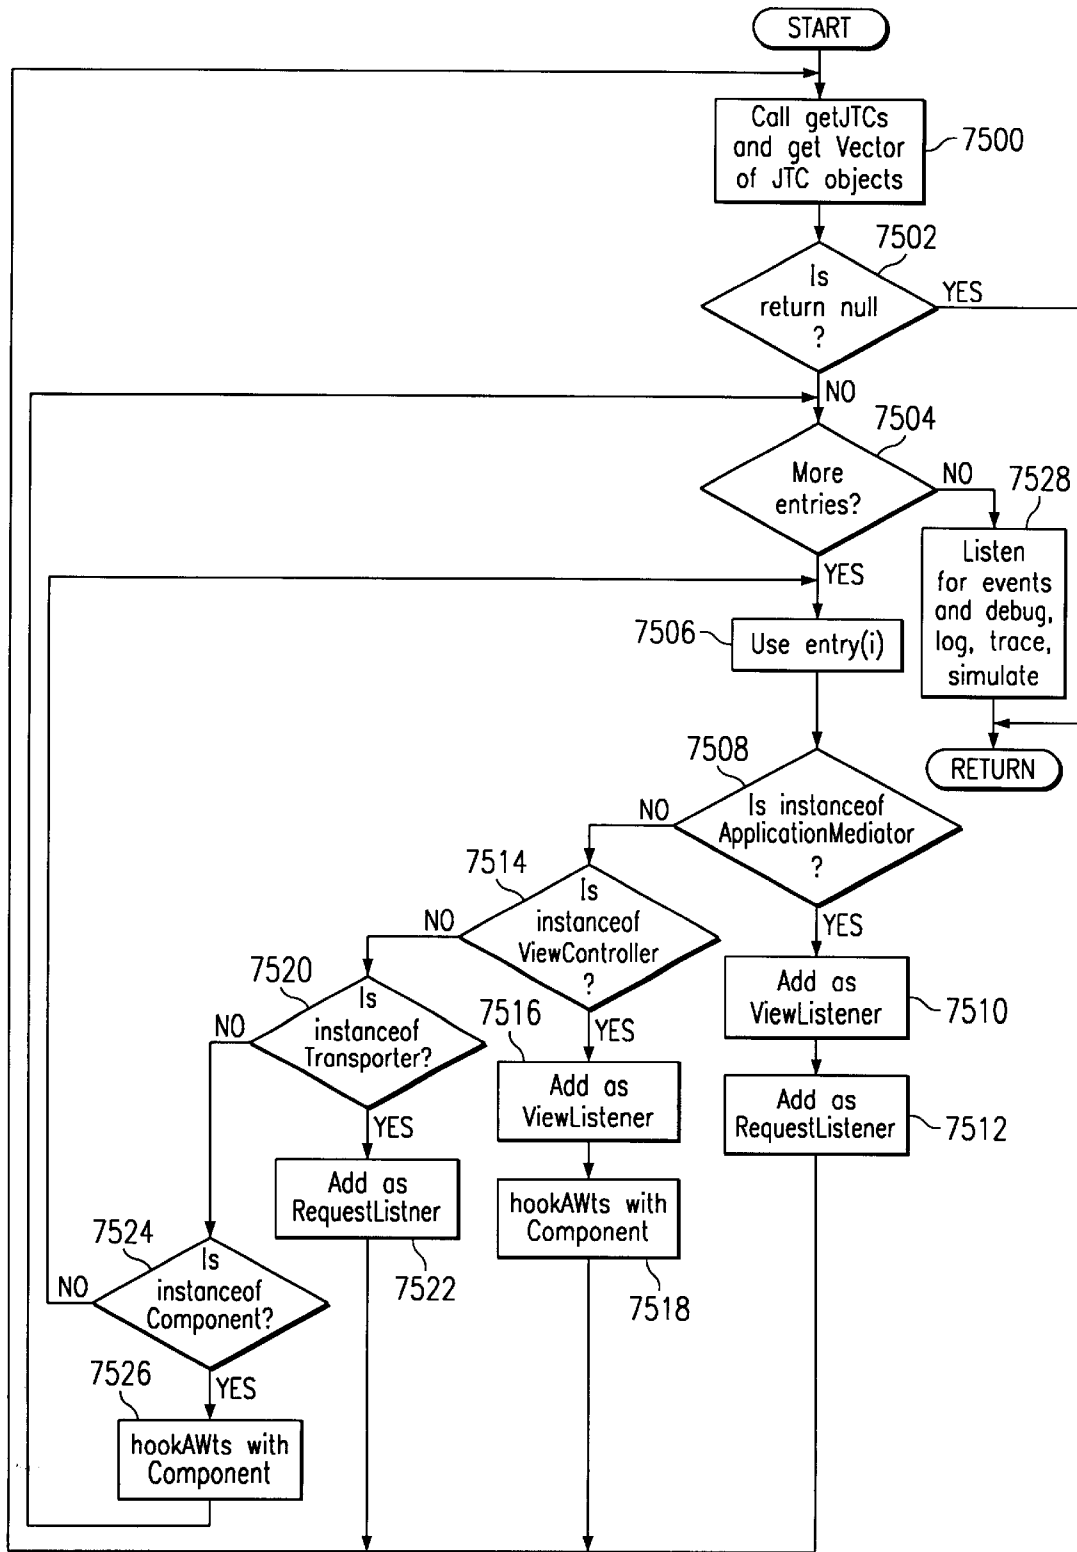 START
Call getJTCs
and get Vector
of JTC objects
7500
7502
Is
return null
?
YES
NO
7504
More
entries?
NO
7528
Listen
for events
and debug,
log, trace,
simulate
YES
7506
Use entry(i)
RETURN
7508
Is instanceof
ApplicationMediator
?
NO
YES
7514
Is
instanceof
ViewController
?
NO
YES
Add as
ViewListener
7510
7520
Is
instanceof
Transporter?
NO
YES
7516
Add as
ViewListener
Add as
RequestListener
7512
Add as
RequestListner
7522
hookAWts with
Component
7518
7524
Is
instanceof
Component?
NO
YES
7526
hookAWts with
Component